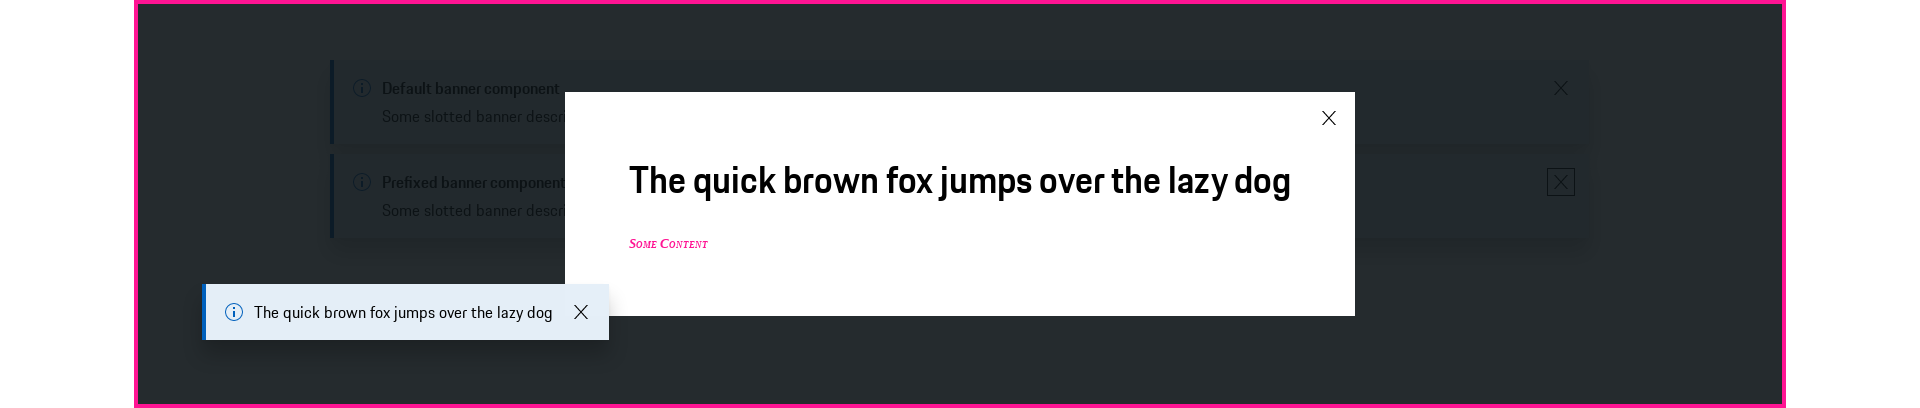 Default banner component
Some slotted banner descr
Prefixed banner component
Some slotted banner descr
The quick brown fox jumps over the lazy dog
Some Content
The quick brown fox jumps over the lazy dog